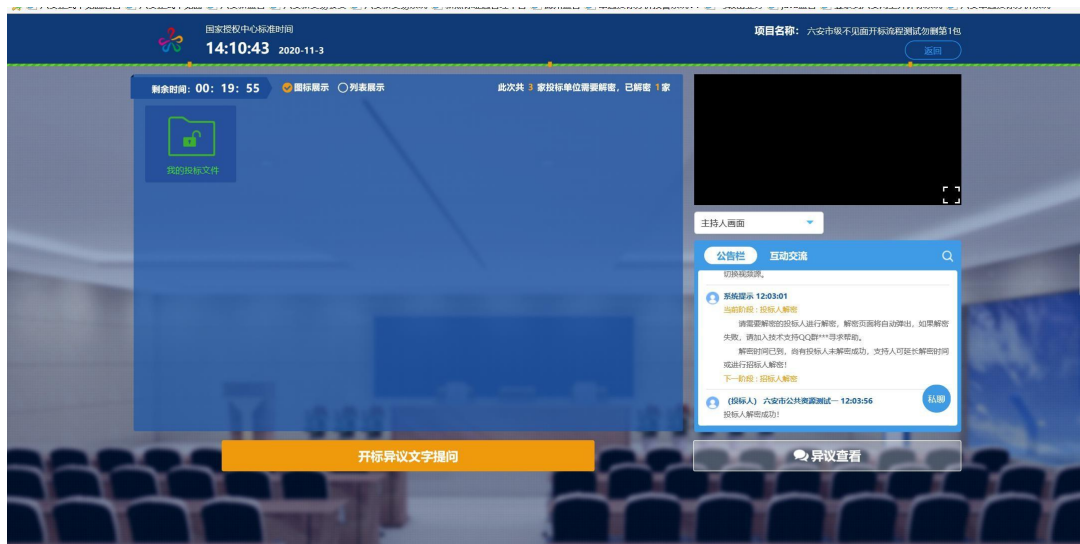 国家授权中心标准时间
14:10:43 2020-11-3
项目名称： 六安市级不见面开标流程测试勿删第1包
返回
剩余时间：00：19：55 图标展示 列表展示 此次共 3 家投标单位需要解密，已解密 1 家
我的投标文件
主持人画面
公告栏 互动交流
切换视频源。
系统提示 12:03:01
当前阶段：投标人解密
请需要解密的投标人进行解密，解密页面将自动弹出，如果解密
失败，请加入技术支持QQ群***寻求帮助。
解密时间已到，尚有投标人未解密成功，支持人可延长解密时间
或进行招标人解密！
下一阶段：招标人解密
(投标人) 六安市公共资源测试一 12:03:56
投标人解密成功！
私聊
开标异议文字提问
异议查看